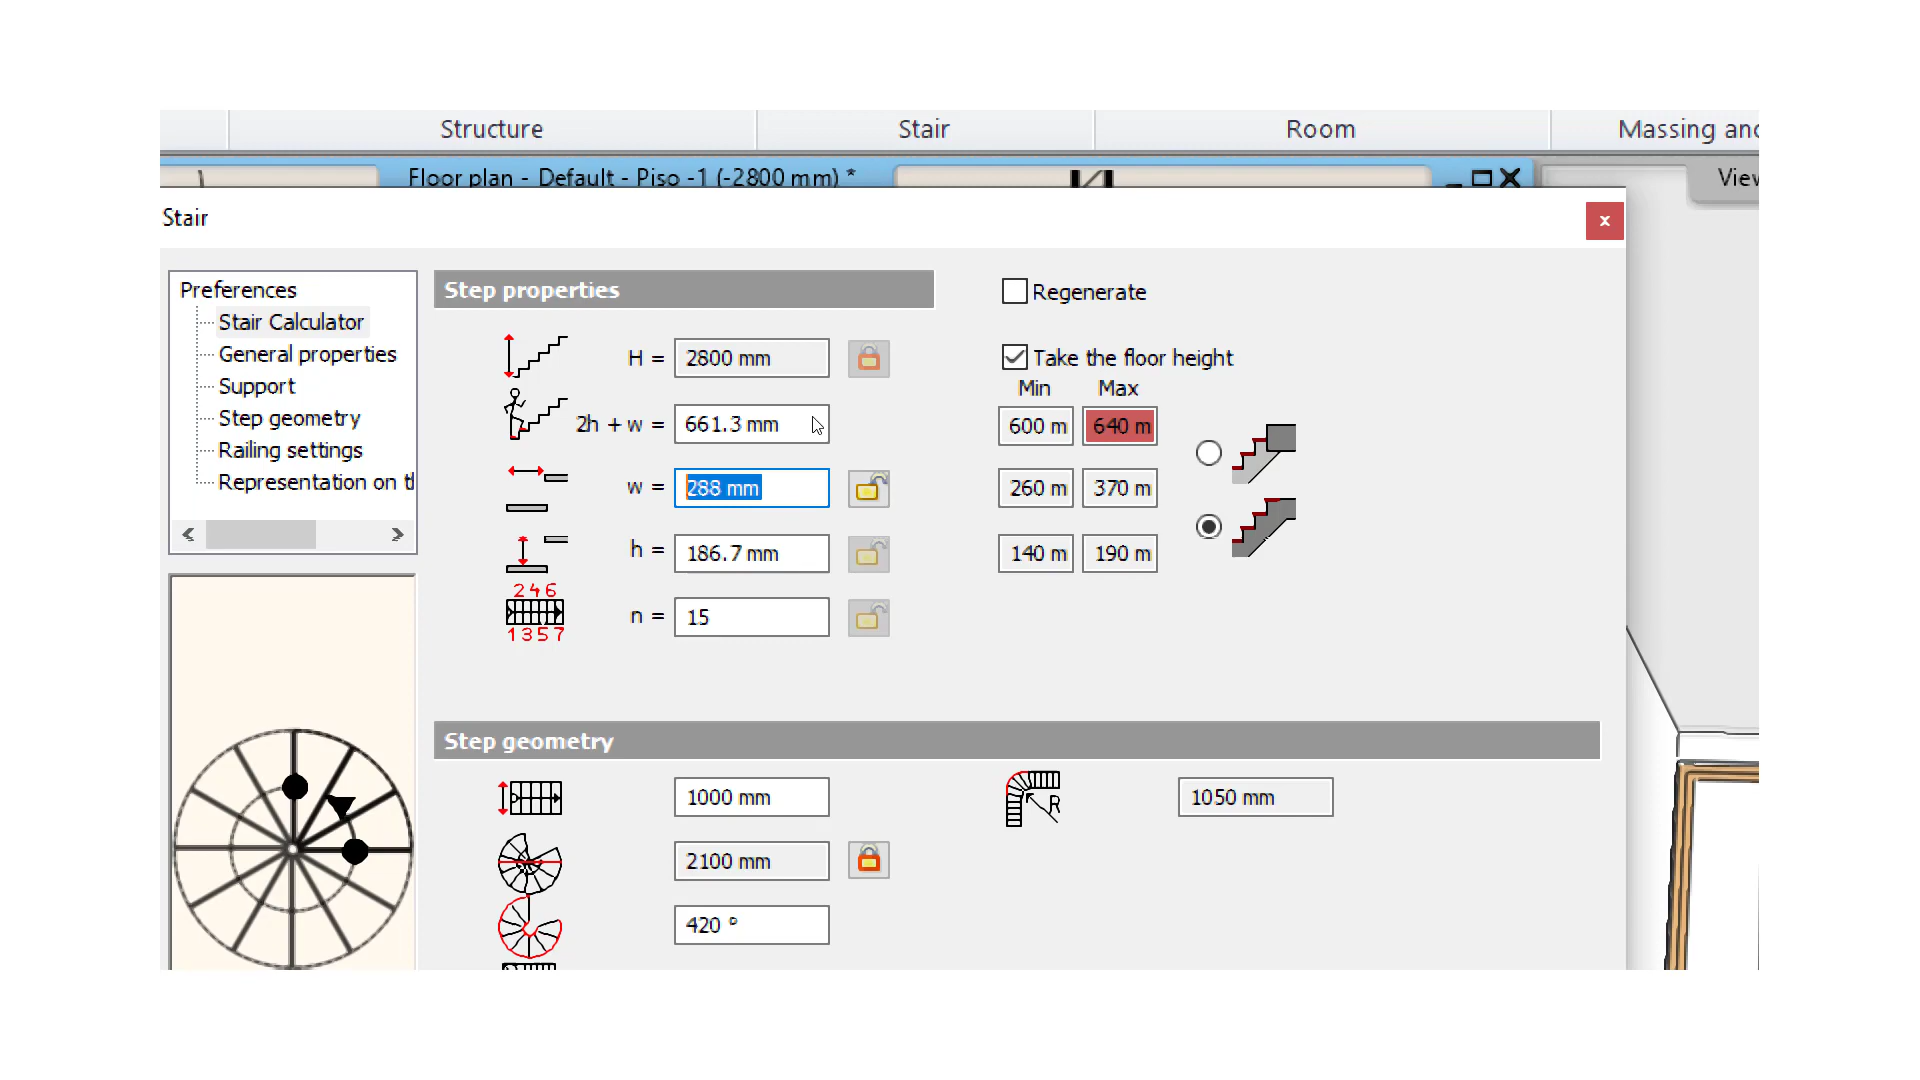 Structure Stair Room Massing and
Floor plan - Default - Piso -1 (-2800 mm) *
View
Stair
x
Preferences
Stair Calculator
General properties
Support
Step geometry
Railing settings
Representation on t
Step properties
Regenerate
H = 2800 mm
Take the floor height
Min Max
2h + w = 661.3 mm 600 m 640 m
w = 288 mm 260 m 370 m
h = 186.7 mm 140 m 190 m
2 4 6
1 3 5 7
n = 15
Step geometry
1000 mm
R
1050 mm
2100 mm
420 °